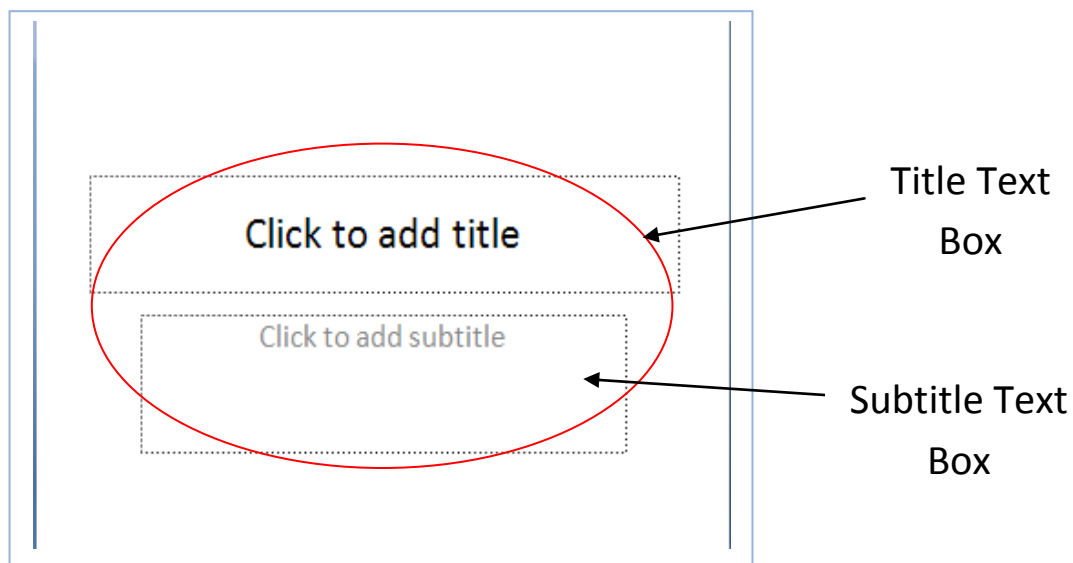 Click to add title
Click to add subtitle
Title Text
Box
Subtitle Text
Box